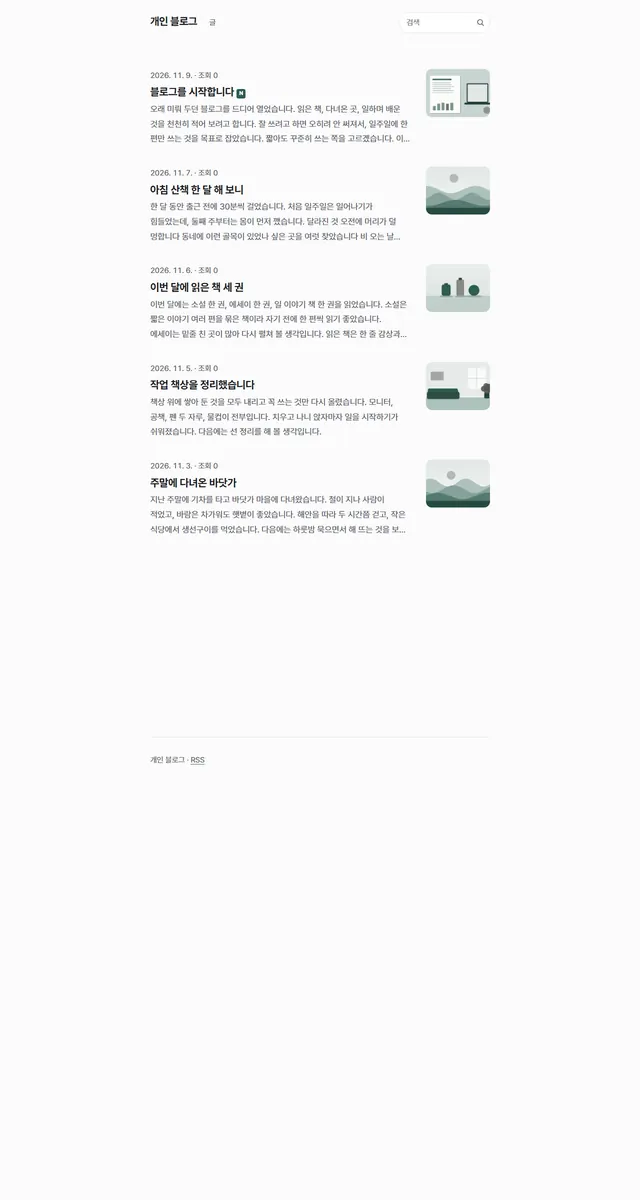 개인 블로그 글 검색
2026. 11. 9. · 조회 0
블로그를 시작합니다 N
오래 미뤄 두던 블로그를 드디어 열었습니다. 읽은 책, 다녀온 곳, 일하며 배운
것을 천천히 적어 보려고 합니다. 잘 쓰려고 하면 오히려 안 써져서, 일주일에 한
편만 쓰는 것을 목표로 잡았습니다. 짧아도 꾸준히 쓰는 쪽을 고르겠습니다. 이...
2026. 11. 7. · 조회 0
아침 산책 한 달 해 보니
한 달 동안 출근 전에 30분씩 걸었습니다. 처음 일주일은 일어나기가
힘들었는데, 둘째 주부터는 몸이 먼저 깼습니다. 달라진 것 오전에 머리가 덜
멍합니다 동네에 이런 골목이 있었나 싶은 곳을 여럿 찾았습니다 비 오는 날...
2026. 11. 6. · 조회 0
이번 달에 읽은 책 세 권
이번 달에는 소설 한 권, 에세이 한 권, 일 이야기 책 한 권을 읽었습니다. 소설은
짧은 이야기 여러 편을 묶은 책이라 자기 전에 한 편씩 읽기 좋았습니다.
에세이는 밑줄 친 곳이 많아 다시 펼쳐 볼 생각입니다. 읽은 책은 한 줄 감상과...
2026. 11. 5. · 조회 0
작업 책상을 정리했습니다
책상 위에 쌓아 둔 것을 모두 내리고 꼭 쓰는 것만 다시 올렸습니다. 모니터,
공책, 펜 두 자루, 물컵이 전부입니다. 치우고 나니 앉자마자 일을 시작하기가
쉬워졌습니다. 다음에는 선 정리를 해 볼 생각입니다.
2026. 11. 3. · 조회 0
주말에 다녀온 바닷가
지난 주말에 기차를 타고 바닷가 마을에 다녀왔습니다. 철이 지나 사람이
적었고, 바람은 차가워도 햇볕이 좋았습니다. 해안을 따라 두 시간쯤 걷고, 작은
식당에서 생선구이를 먹었습니다. 다음에는 하룻밤 묵으면서 해 뜨는 것을 보...
개인 블로그 · RSS